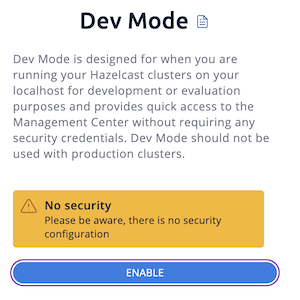 Dev Mode
Dev Mode is designed for when you are
running your Hazelcast clusters on your
localhost for development or evaluation
purposes and provides quick access to the
Management Center without requiring any
security credentials. Dev Mode should not be
used with production clusters.
No security
Please be aware, there is no security
configuration
ENABLE